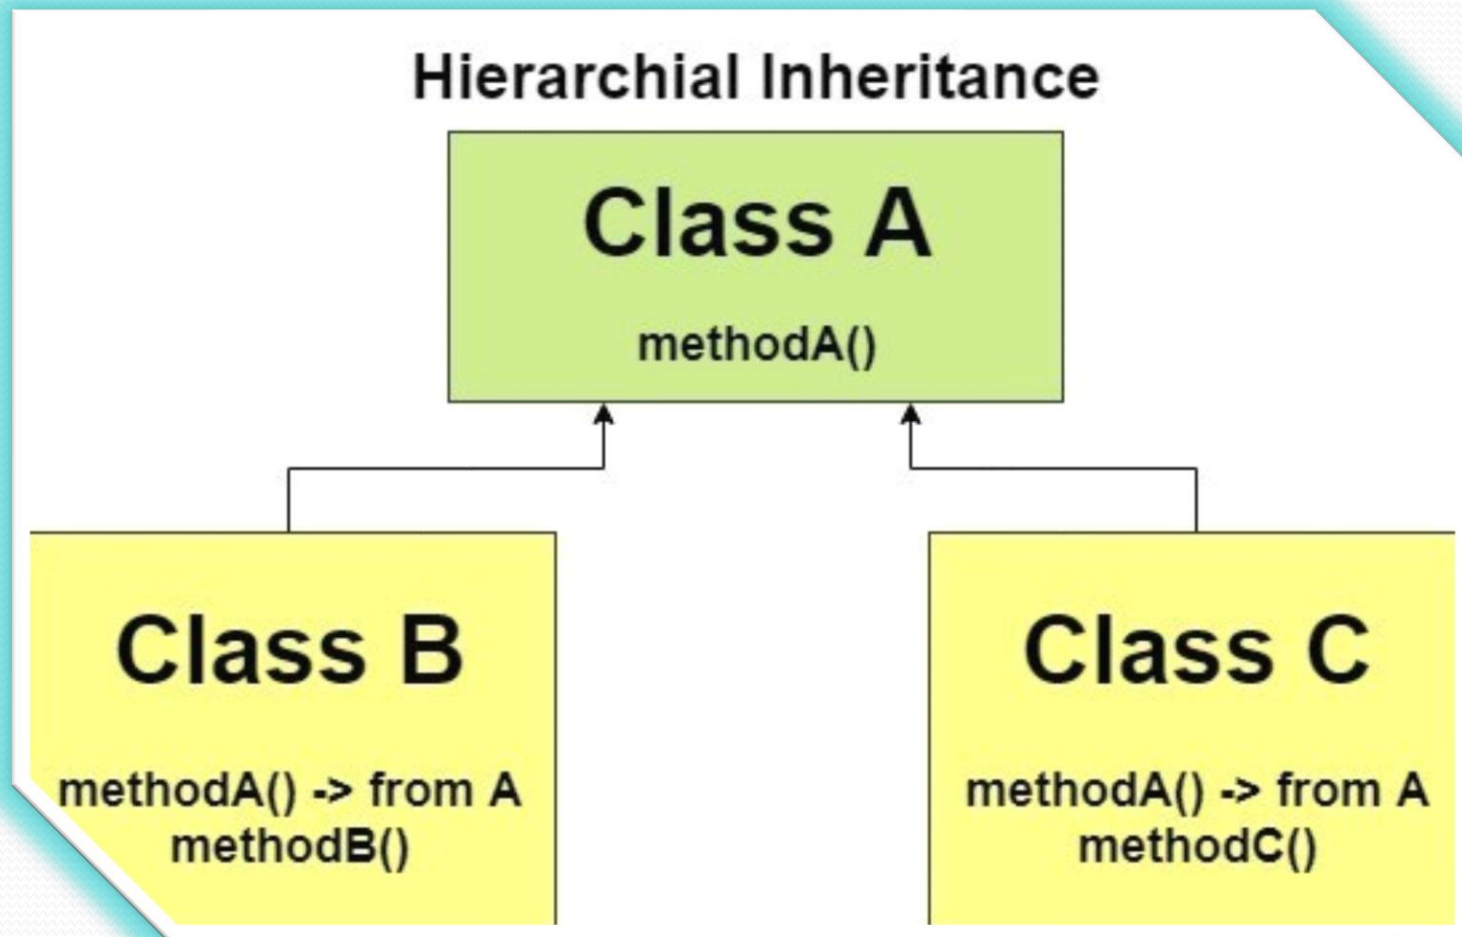 Hierarchial Inheritance
Class A
methodA()
Class B
methodA() -> from A
methodB()
Class C
methodA() -> from A
methodC()